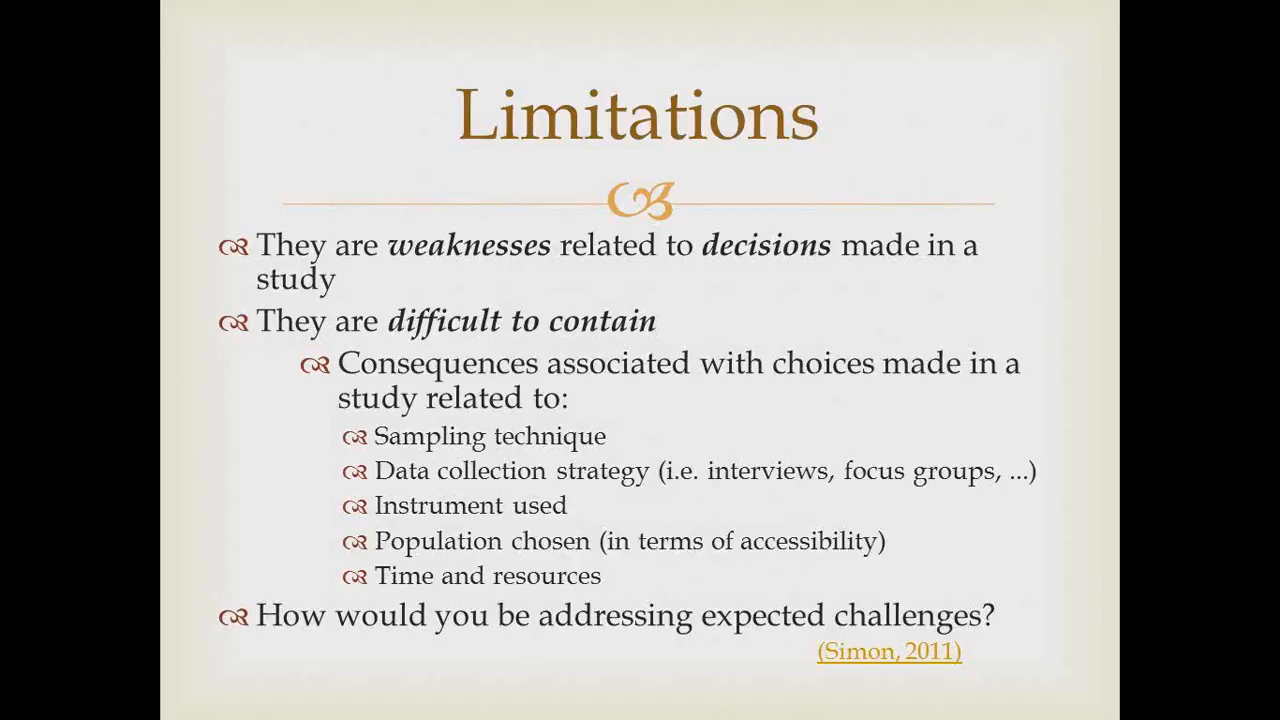 Limitations
They are weaknesses related to decisions made in a
study
They are difficult to contain
Consequences associated with choices made in a
study related to:
Sampling technique
Data collection strategy (i.e. interviews, focus groups, ...)
Instrument used
Population chosen (in terms of accessibility)
Time and resources
How would you be addressing expected challenges?
(Simon, 2011)